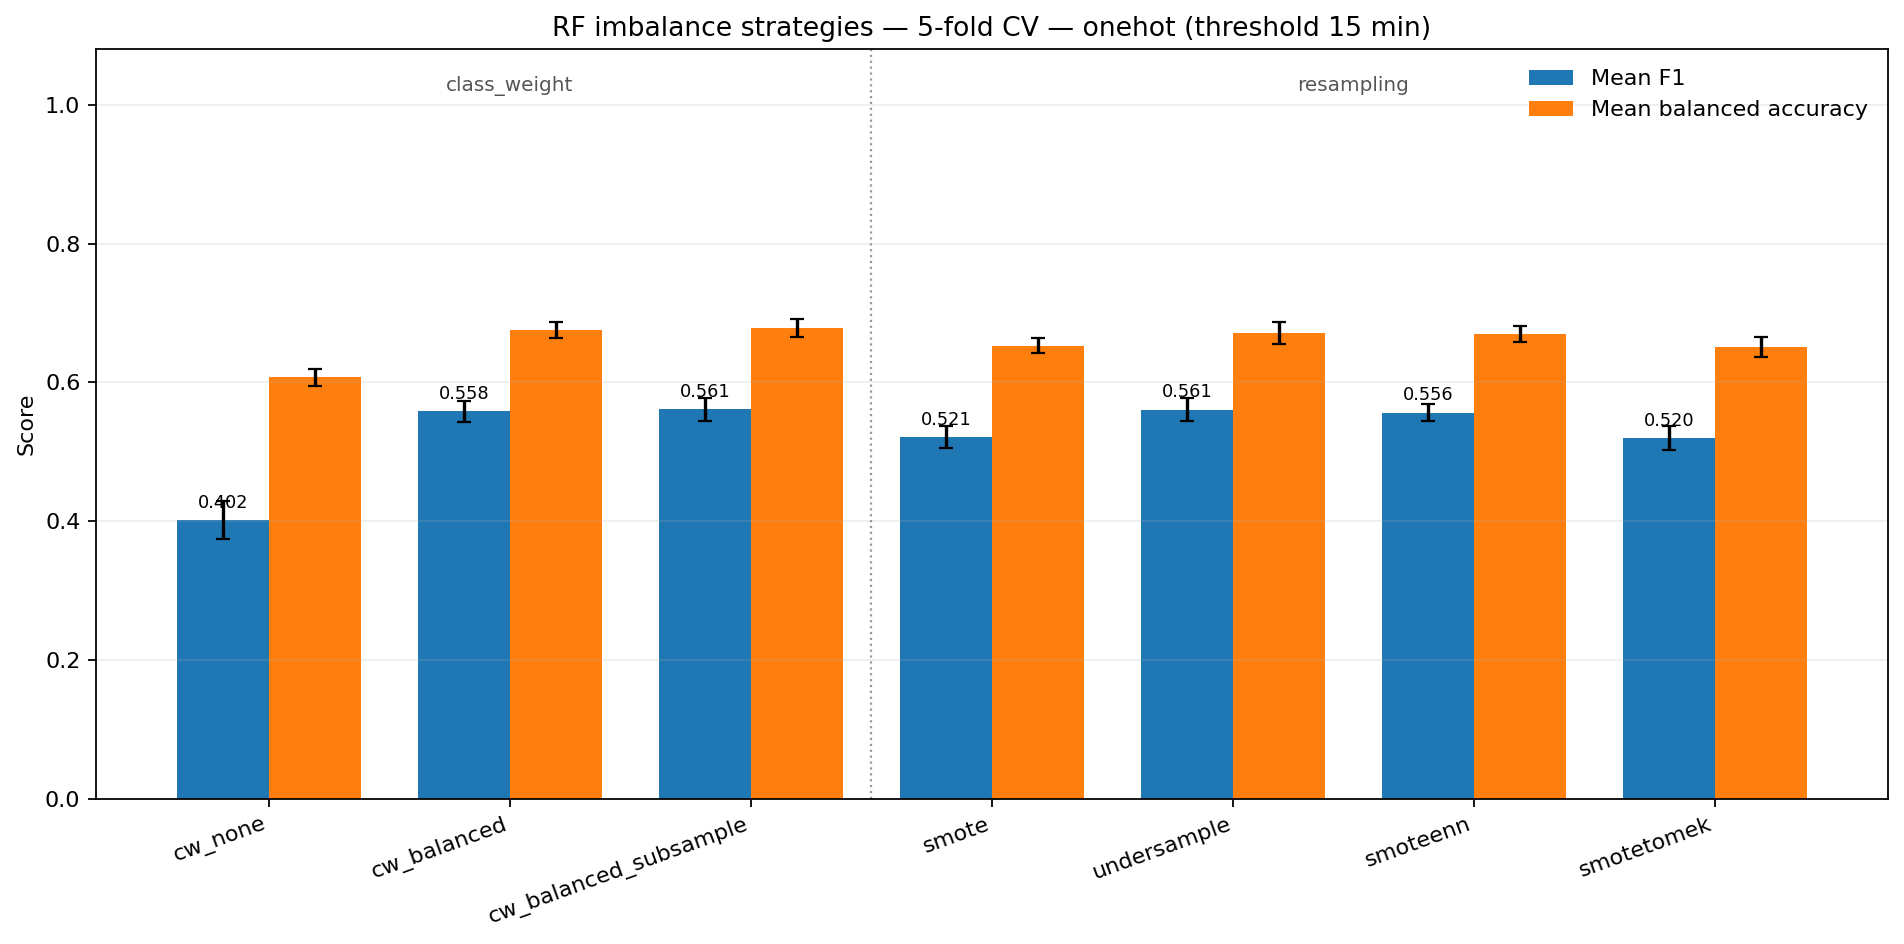 RF imbalance strategies — 5-fold CV — onehot (threshold 15 min)
class_weight
resampling
Mean F1
Mean balanced accuracy
Score
1.0
0.8
0.6
0.4
0.2
0.0
0.402
0.558
0.561
0.521
0.561
0.556
0.520
cw_none
cw_balanced
cw_balanced_subsample
smote
undersample
smoteenn
smotetomek